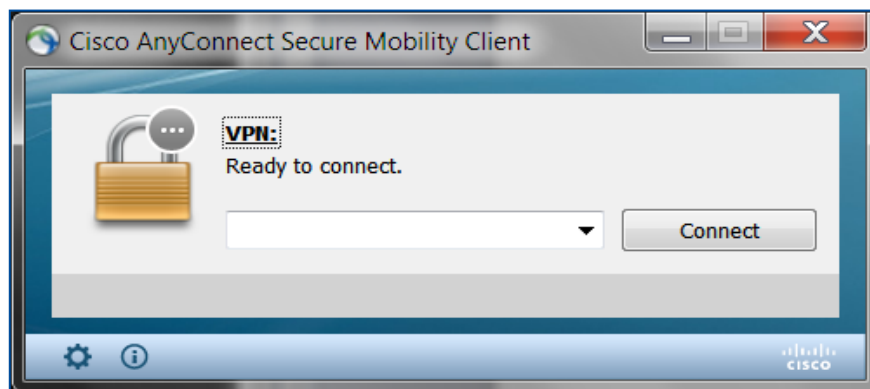 Cisco AnyConnect Secure Mobility Client
VPN:
Ready to connect.
Connect
CISCO